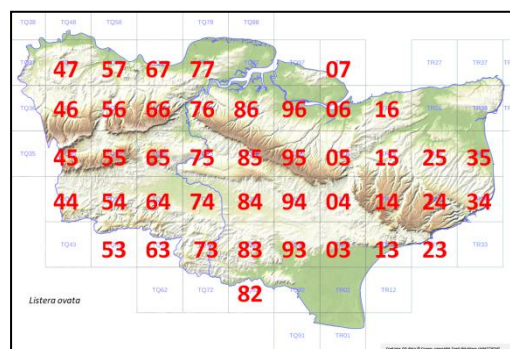 TQ38 TQ48 TQ58 TQ78 TQ88
47 57 67 77 07 TR27 TR37
46 56 66 76 86 96 06 16
TQ35 45 55 65 75 85 95 05 15 25 35
44 54 64 74 84 94 04 14 24 34
TQ43 53 63 73 83 93 03 13 23 TR33
TQ62 TQ72 82 TR12
Listera ovata
TQ91 TR01